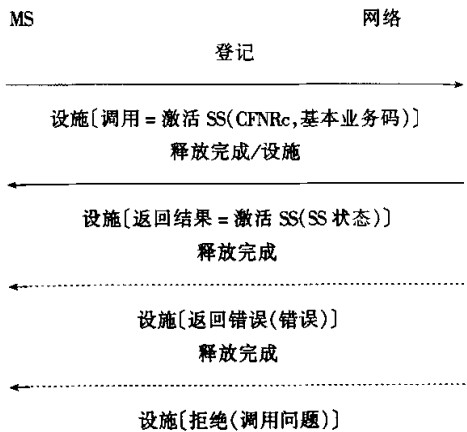 MS 网络
登记
设施〔调用=激活 SS(CFNRc,基本业务码)〕
释放完成/设施
设施〔返回结果=激活 SS(SS 状态)〕
释放完成
设施〔返回错误(错误)〕
释放完成
设施〔拒绝(调用问题)〕